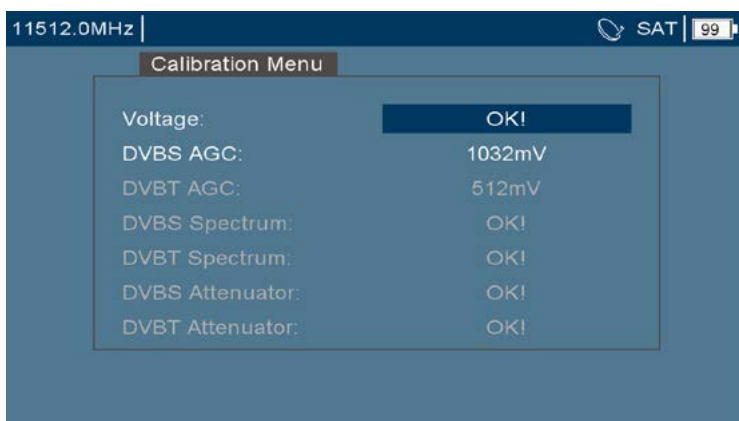 11512.0MHz SAT 99
Calibration Menu
Voltage: OK!
DVBS AGC: 1032mV
DVBT AGC: 512mV
DVBS Spectrum: OK!
DVBT Spectrum: OK!
DVBS Attenuator: OK!
DVBT Attenuator: OK!